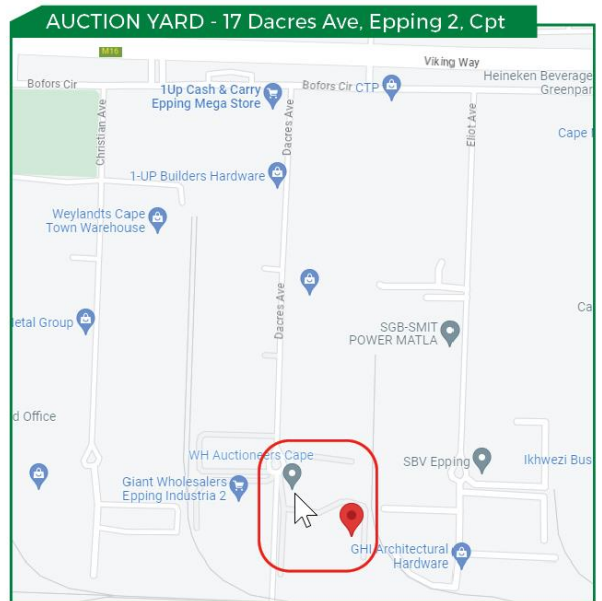 AUCTION YARD - 17 Dacres Ave, Epping 2, Cpt
M16
Viking Way
Bofors Cir
1Up Cash & Carry
Epping Mega Store
Bofors Cir
CTP
Heineken Beverage
Greenpar
Christian Ave
Dacres Ave
Eliot Ave
Cape
1-UP Builders Hardware
Weylands Cape
Town Warehouse
Dacres Ave
Ca
etal Group
SGB-SMIT
POWER MATLA
d Office
WH Auctioneers Cape
SBV Epping
Ikhwezi Bus
Giant Wholesalers
Epping Industria 2
GHI Architectural
Hardware